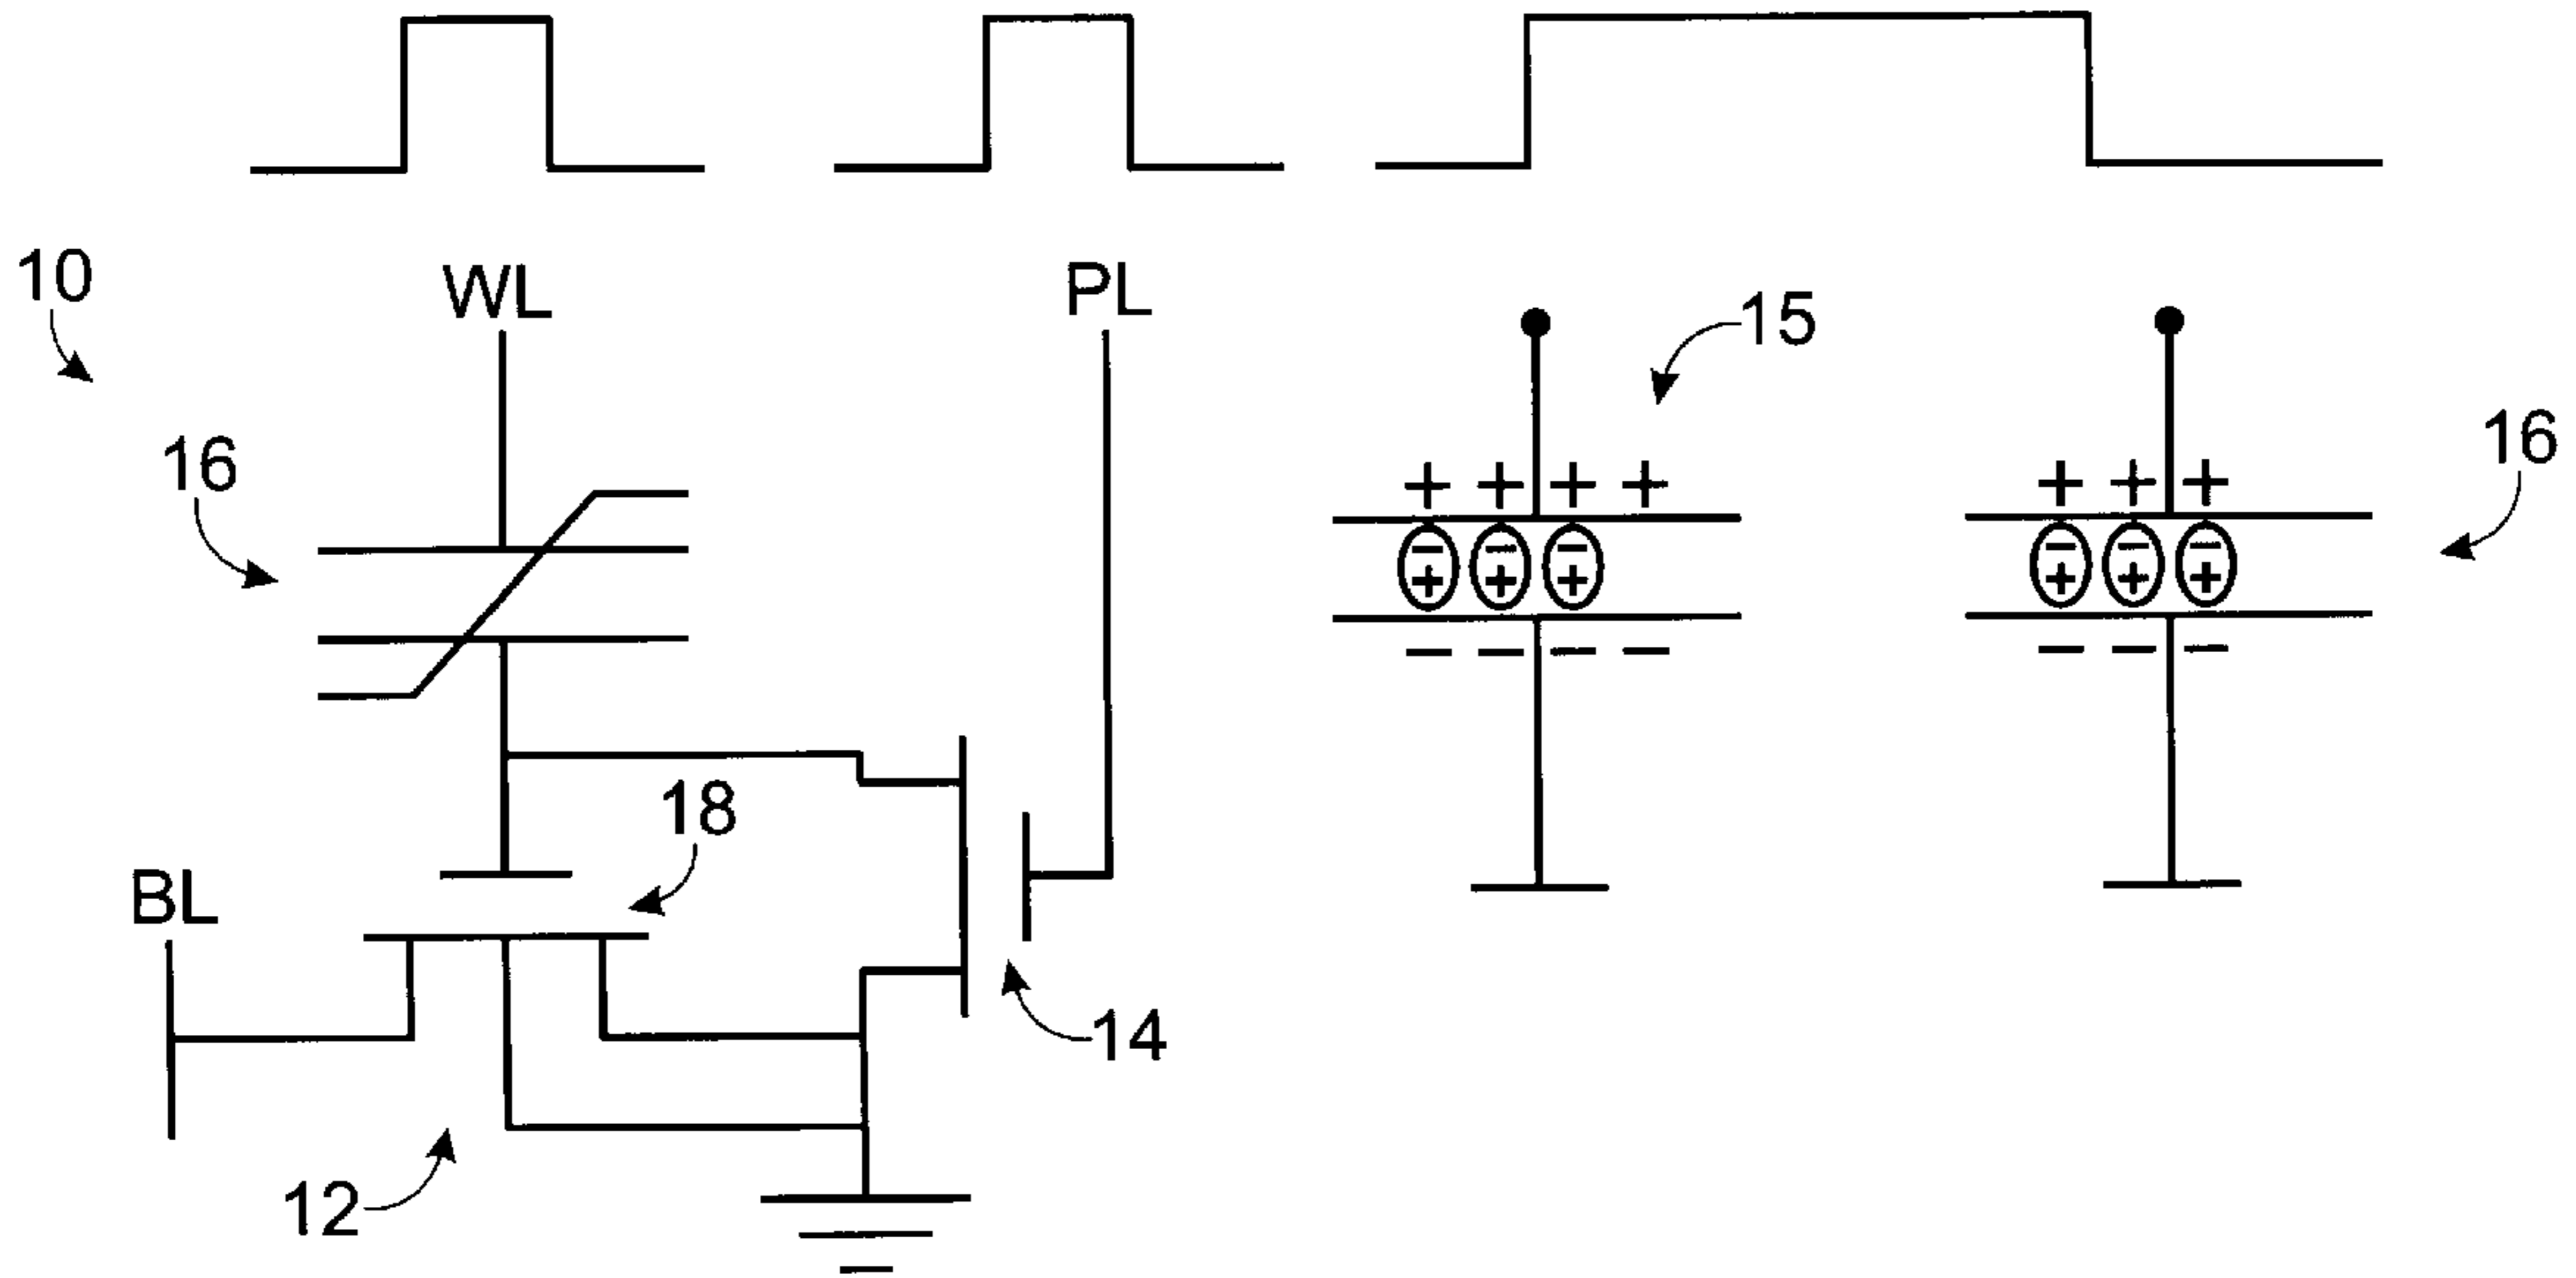 10
WL
PL
15
16
16
+ + + +
+ + +
− − −
+ + +
− − −
+ + +
− − − −
− − −
18
BL
14
12